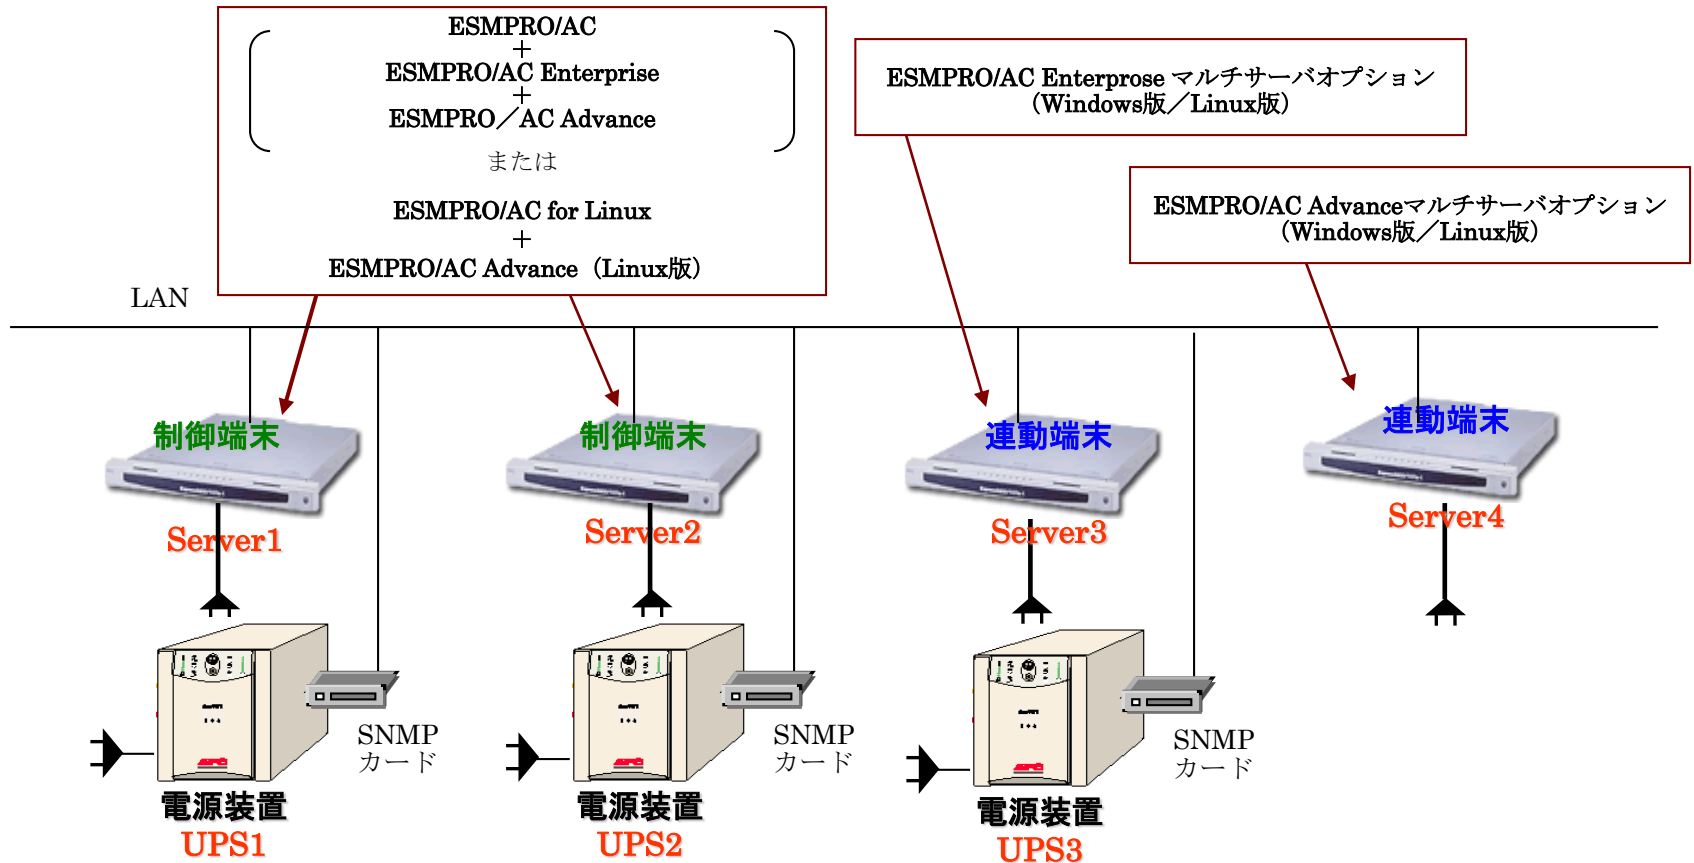 ESMPRO/AC
+
ESMPRO/AC Enterprise
+
ESMPRO／AC Advance
または
ESMPRO/AC for Linux
+
ESMPRO/AC Advance（Linux版）
ESMPRO/AC Enterprose マルチサーバオプション
（Windows版／Linux版）
ESMPRO/AC Advanceマルチサーバオプション
（Windows版／Linux版）
LAN
制御端末
制御端末
連動端末
連動端末
Server1
Server2
Server3
Server4
SNMP
カード
SNMP
カード
SNMP
カード
APC
APC
APC
電源装置
UPS1
電源装置
UPS2
電源装置
UPS3